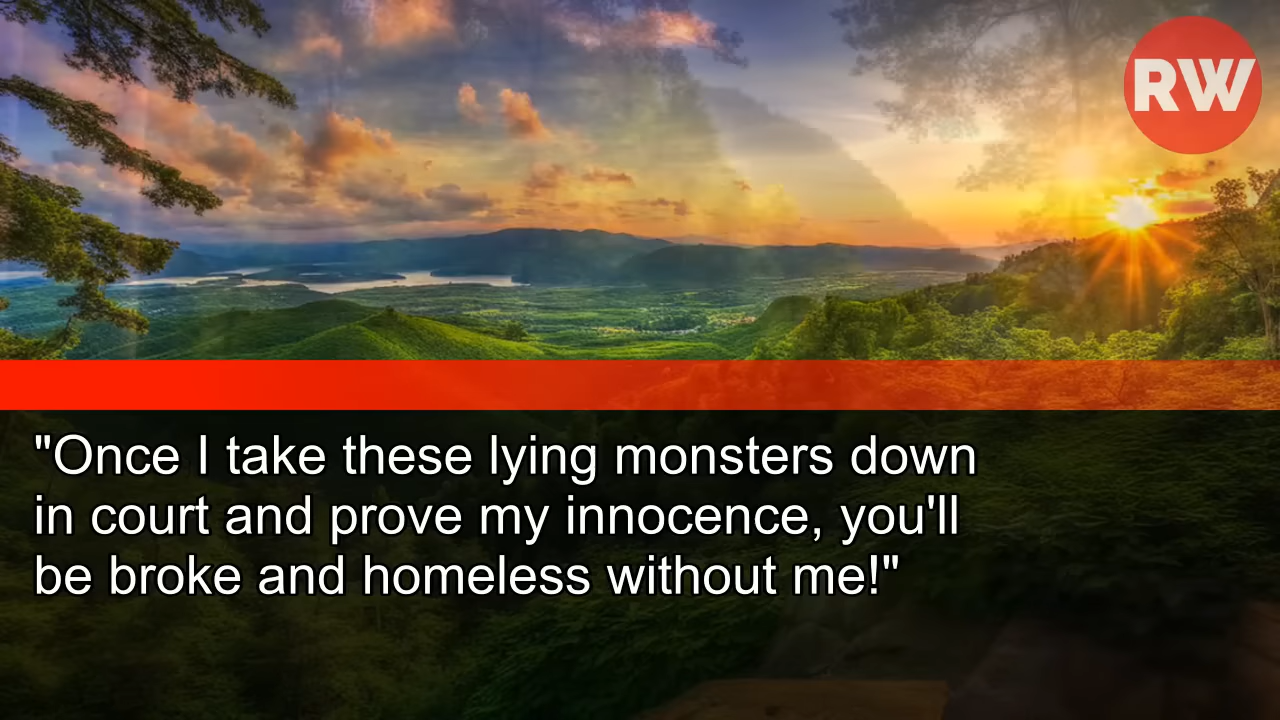 RW
"Once I take these lying monsters down
in court and prove my innocence, you'll
be broke and homeless without me!"